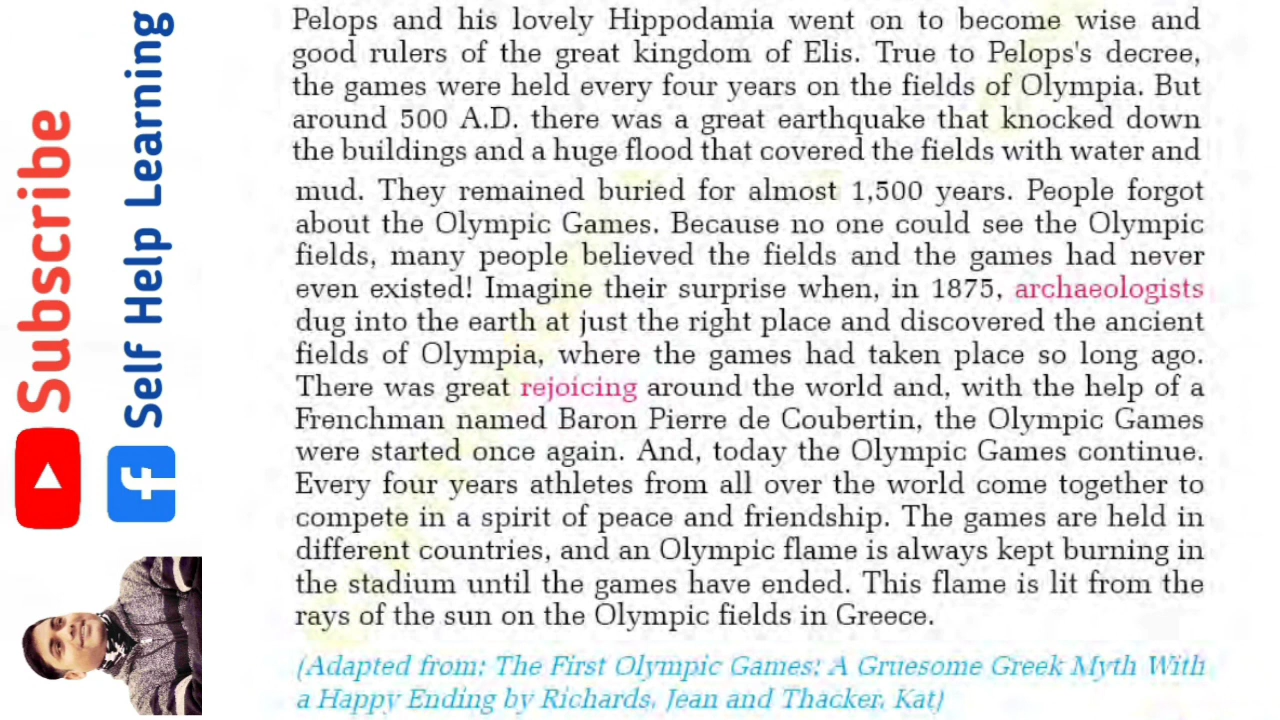 Subscribe
Self Help Learning
Pelops and his lovely Hippodamia went on to become wise and
good rulers of the great kingdom of Elis. True to Pelops's decree,
the games were held every four years on the fields of Olympia. But
around 500 A.D. there was a great earthquake that knocked down
the buildings and a huge flood that covered the fields with water and
mud. They remained buried for almost 1,500 years. People forgot
about the Olympic Games. Because no one could see the Olympic
fields, many people believed the fields and the games had never
even existed! Imagine their surprise when, in 1875, archaeologists
dug into the earth at just the right place and discovered the ancient
fields of Olympia, where the games had taken place so long ago.
There was great rejoicing around the world and, with the help of a
Frenchman named Baron Pierre de Coubertin, the Olympic Games
were started once again. And, today the Olympic Games continue.
Every four years athletes from all over the world come together to
compete in a spirit of peace and friendship. The games are held in
different countries, and an Olympic flame is always kept burning in
the stadium until the games have ended. This flame is lit from the
rays of the sun on the Olympic fields in Greece.
(Adapted from: The First Olympic Games: A Gruesome Greek Myth With
a Happy Ending by Richards, Jean and Thacker, Kat)